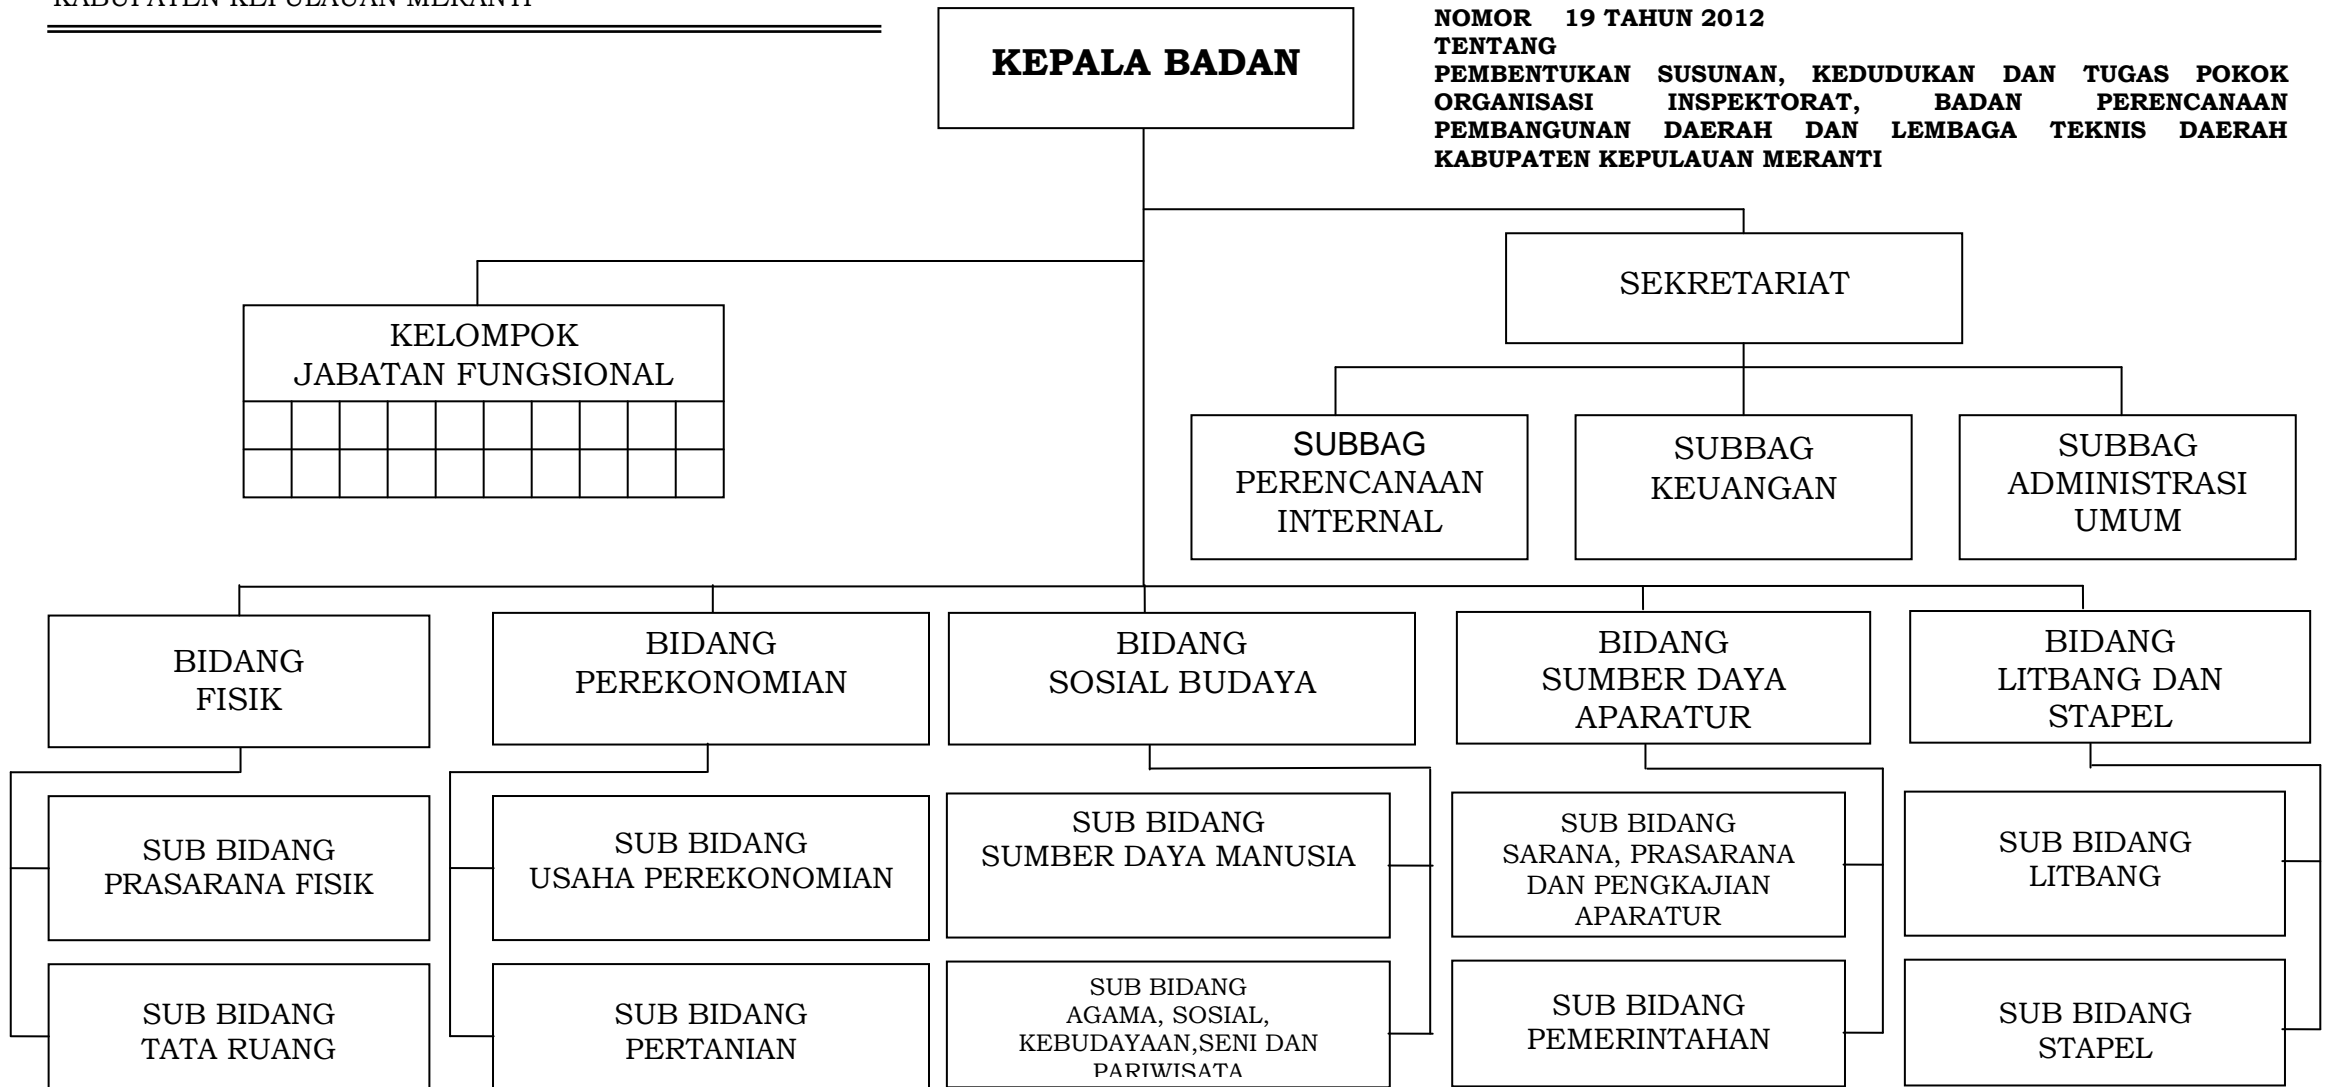 KABUPATEN KEPULAUAN MERANTI
KEPALA BADAN
NOMOR 19 TAHUN 2012
TENTANG
PEMBENTUKAN SUSUNAN, KEDUDUKAN DAN TUGAS POKOK
ORGANISASI INSPEKTORAT, BADAN PERENCANAAN
PEMBANGUNAN DAERAH DAN LEMBAGA TEKNIS DAERAH
KABUPATEN KEPULAUAN MERANTI
SEKRETARIAT
KELOMPOK
JABATAN FUNGSIONAL
SUBBAG
PERENCANAAN
INTERNAL
SUBBAG
KEUANGAN
SUBBAG
ADMINISTRASI
UMUM
BIDANG
FISIK
BIDANG
PEREKONOMIAN
BIDANG
SOSIAL BUDAYA
BIDANG
SUMBER DAYA
APARATUR
BIDANG
LITBANG DAN
STAPEL
SUB BIDANG
PRASARANA FISIK
SUB BIDANG
USAHA PEREKONOMIAN
SUB BIDANG
SUMBER DAYA MANUSIA
SUB BIDANG
SARANA, PRASARANA
DAN PENGKAJIAN
APARATUR
SUB BIDANG
LITBANG
SUB BIDANG
TATA RUANG
SUB BIDANG
PERTANIAN
SUB BIDANG
AGAMA, SOSIAL,
KEBUDAYAAN,SENI DAN
PARIWISATA
SUB BIDANG
PEMERINTAHAN
SUB BIDANG
STAPEL